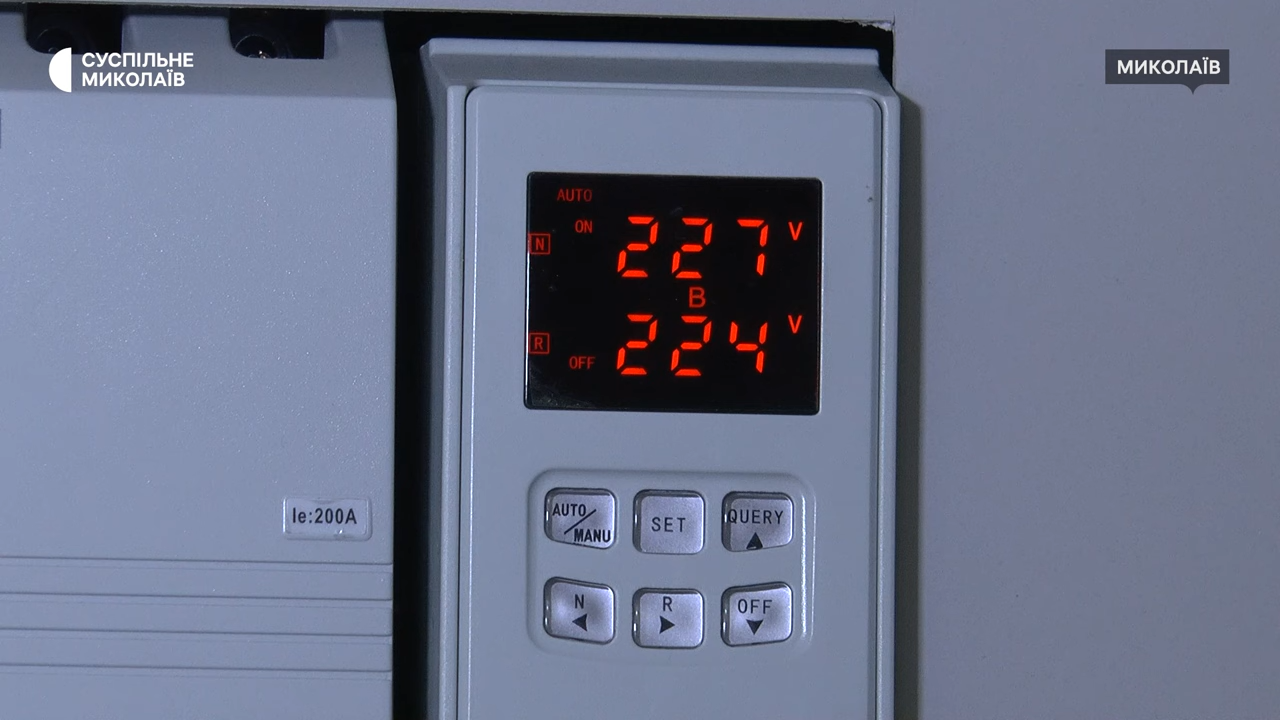 СУСПІЛЬНЕ
МИКОЛАЇВ
МИКОЛАЇВ
AUTO
ON
N
227 V
B
R
224 V
OFF
Ie:200A
AUTO/MANU
SET
QUERY
N
R
OFF